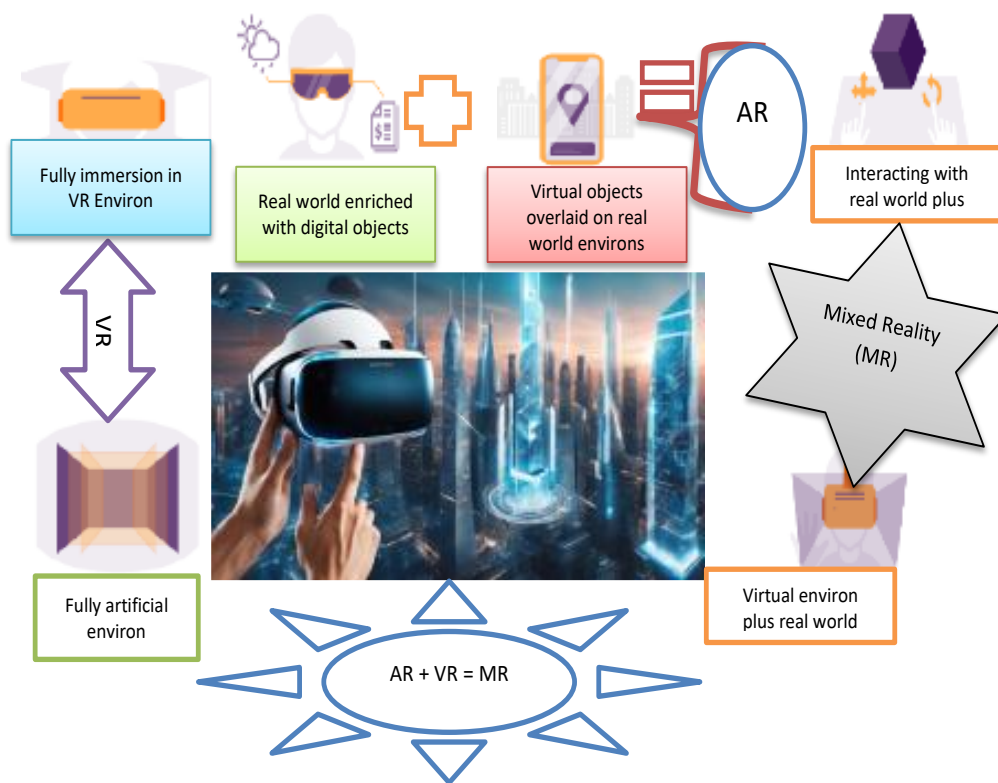 AR
Fully immersion in
VR Environ
Real world enriched
with digital objects
Virtual objects
overlaid on real
world environs
Interacting with
real world plus
VR
Mixed Reality
(MR)
Fully artificial
environ
Virtual environ
plus real world
AR + VR = MR